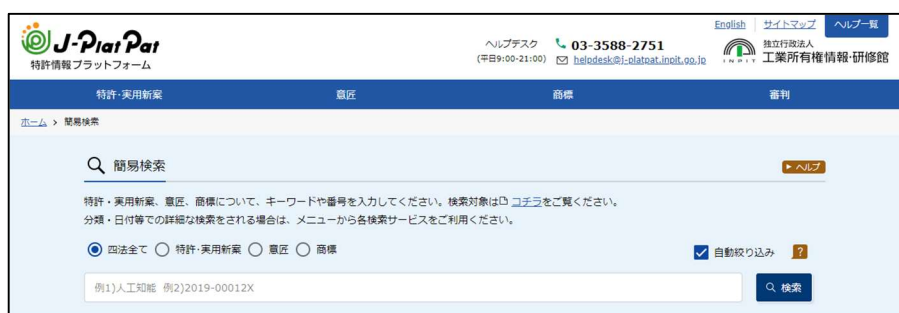 English サイトマップ ヘルプ一覧
J-PlatPat
特許情報プラットフォーム
ヘルプデスク 03-3588-2751
(平日9:00-21:00) helpdesk@j-platpat.inpit.go.jp
INPIT
独立行政法人
工業所有権情報・研修館
特許・実用新案 意匠 商標 審判
ホーム > 簡易検索
簡易検索
ヘルプ
特許・実用新案、意匠、商標について、キーワードや番号を入力してください。検索対象は コチラをご覧ください。
分類・日付等での詳細な検索をされる場合は、メニューから各検索サービスをご利用ください。
四法全て 特許・実用新案 意匠 商標
自動絞り込み ?
例1)人工知能 例2)2019-00012X
検索